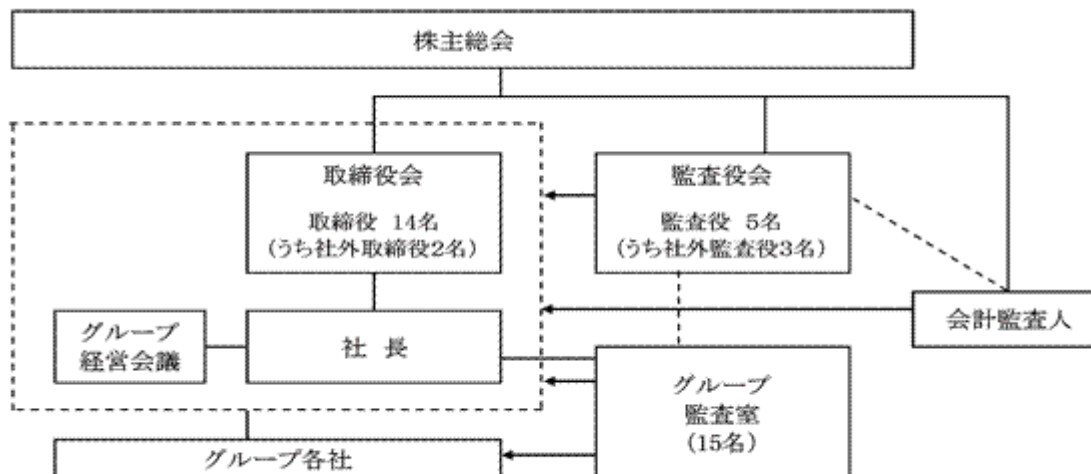 株主総会
取締役会
取締役 14名
(うち社外取締役2名)
監査役会
監査役 5名
(うち社外監査役3名)
会計監査人
グループ
経営会議
社 長
グループ
監査室
(15名)
グループ各社